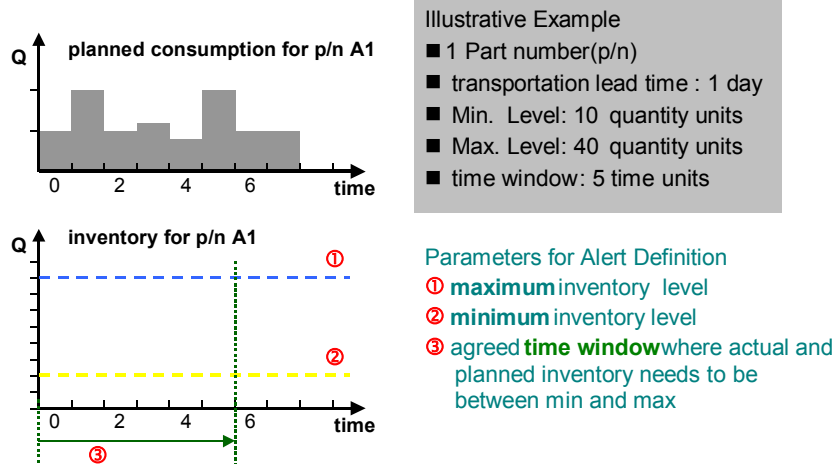 Q
planned consumption for p/n A1
0 2 4 6
time
Q
inventory for p/n A1
①
②
0 2 4 6
time
③
Illustrative Example
■ 1 Part number(p/n)
■ transportation lead time : 1 day
■ Min. Level: 10 quantity units
■ Max. Level: 40 quantity units
■ time window: 5 time units
Parameters for Alert Definition
① maximum inventory level
② minimum inventory level
③ agreed time window where actual and
planned inventory needs to be
between min and max